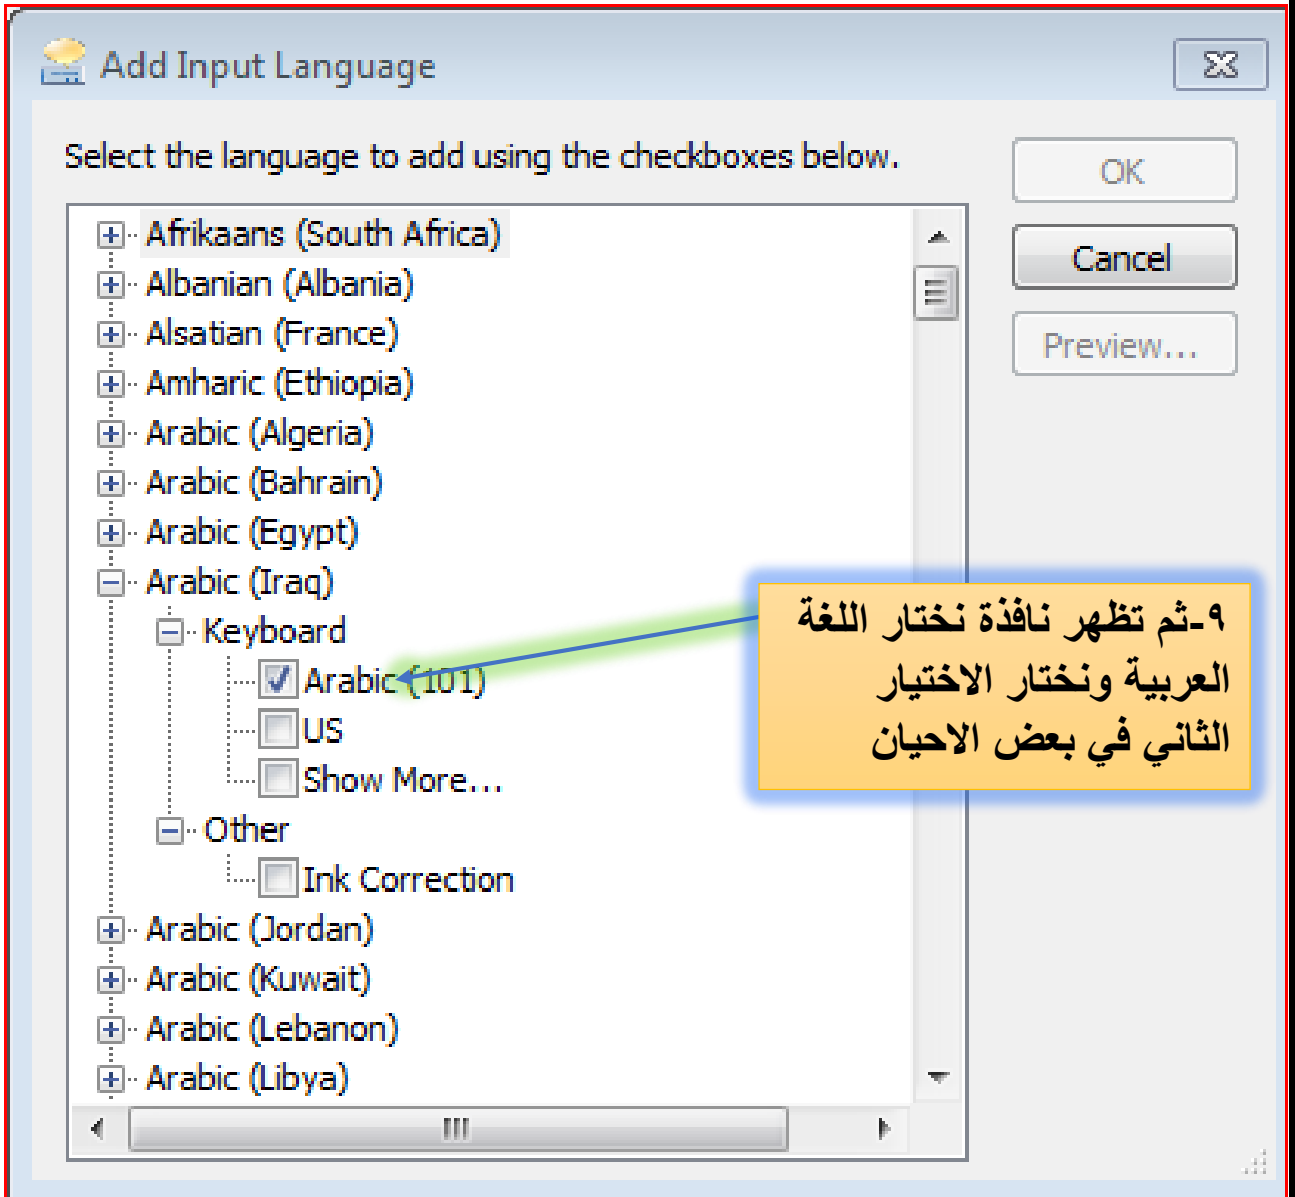 Add Input Language
Select the language to add using the checkboxes below.
OK
Cancel
Preview...
Afrikaans (South Africa)
Albanian (Albania)
Alsatian (France)
Amharic (Ethiopia)
Arabic (Algeria)
Arabic (Bahrain)
Arabic (Egypt)
Arabic (Iraq)
Keyboard
Arabic (101)
US
Show More...
Other
Ink Correction
Arabic (Jordan)
Arabic (Kuwait)
Arabic (Lebanon)
Arabic (Libya)
٩-ثم تظهر نافذة نختار اللغة
العربية ونختار الاختيار
الثاني في بعض الاحيان